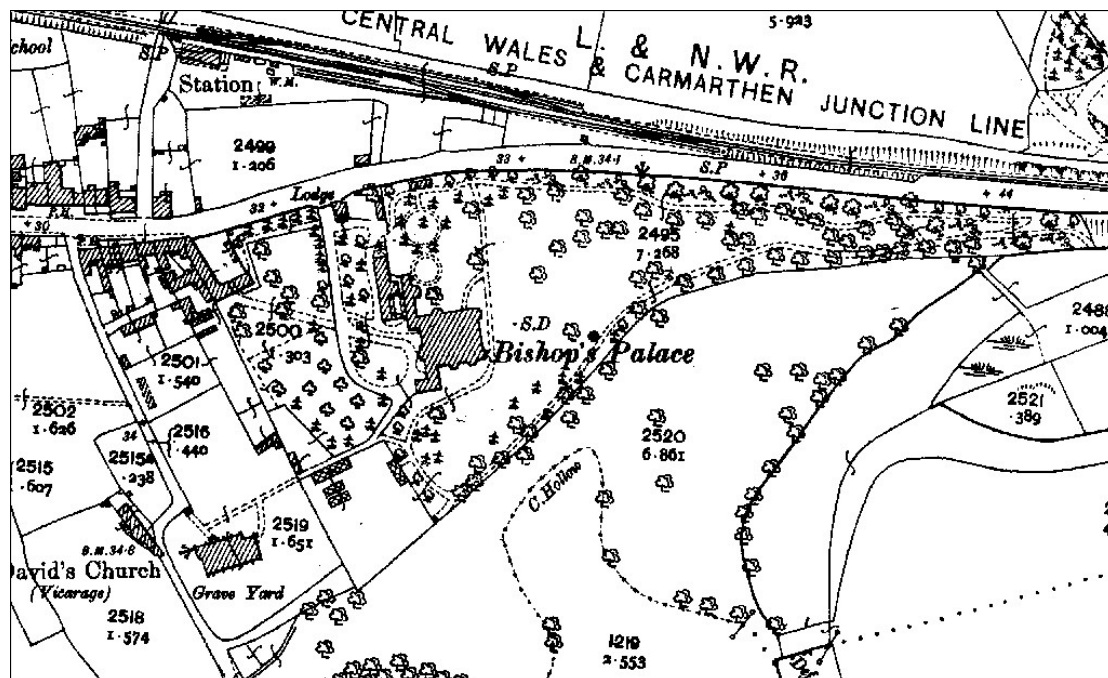 L. & N.W.R.
CENTRAL WALES & CARMARTHEN JUNCTION LINE
5·923
chool
S.P
S.P
Station
W.M.
2499
1·206
33
B.M.34·1
S.P
36
44
Lodge
32
P.H.
30
2495
7·268
2500
1·303
S.D
Bishop's Palace
2501
1·540
2502
1·626
34
2516
·440
2515A
·238
2515
·607
2520
6·861
2521
·389
1·004
C. Hollow
2519
1·651
B.M.34·8
David's Church
(Vicarage)
Grave Yard
2518
1·574
1219
2·553